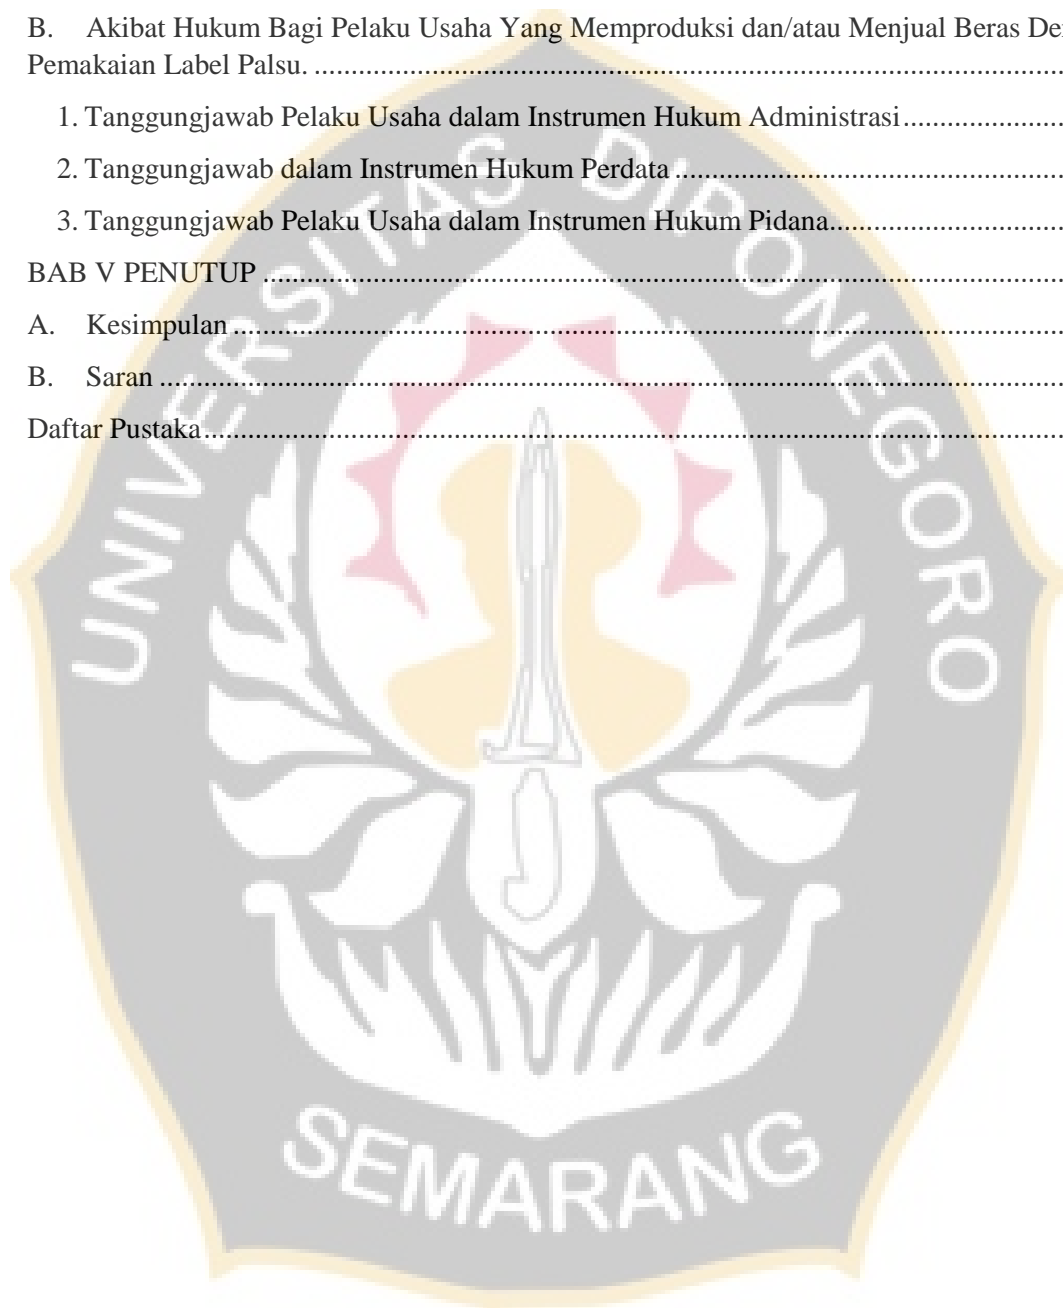 B. Akibat Hukum Bagi Pelaku Usaha Yang Memproduksi dan/atau Menjual Beras
Pemakaian Label Palsu. ....................................................................................................
1. Tanggungjawab Pelaku Usaha dalam Instrumen Hukum Administrasi......................
2. Tanggungjawab dalam Instrumen Hukum Perdata ......................................................
3. Tanggungjawab Pelaku Usaha dalam Instrumen Hukum Pidana................................
BAB V PENUTUP ..............................................................................................................
A. Kesimpulan ..................................................................................................................
B. Saran ............................................................................................................................
Daftar Pustaka......................................................................................................................
UNIVERSITAS DIPONEGORO
SEMARANG